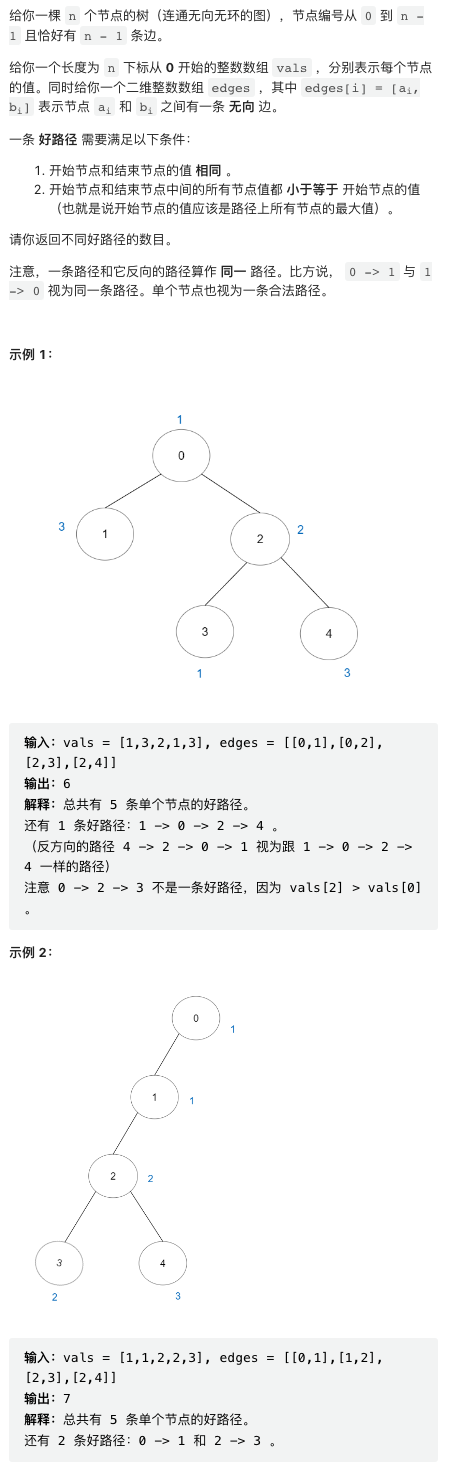 给你一棵 n 个节点的树（连通无向无环的图），节点编号从 0 到 n -
1 且恰好有 n - 1 条边。
给你一个长度为 n 下标从 0 开始的整数数组 vals ，分别表示每个节点
的值。同时给你一个二维整数数组 edges ，其中 edges[i] = [ai,
bi] 表示节点 ai 和 bi 之间有一条 无向 边。
一条 好路径 需要满足以下条件：
1. 开始节点和结束节点的值 相同 。
2. 开始节点和结束节点中间的所有节点值都 小于等于 开始节点的值
（也就是说开始节点的值应该是路径上所有节点的最大值）。
请你返回不同好路径的数目。
注意，一条路径和它反向的路径算作 同一 路径。比方说， 0 -> 1 与 1
-> 0 视为同一条路径。单个节点也视为一条合法路径。
示例 1：
1
0
3
1
2
2
3
4
1
3
输入：vals = [1,3,2,1,3], edges = [[0,1],[0,2],
[2,3],[2,4]]
输出：6
解释：总共有 5 条单个节点的好路径。
还有 1 条好路径：1 -> 0 -> 2 -> 4 。
（反方向的路径 4 -> 2 -> 0 -> 1 视为跟 1 -> 0 -> 2 ->
4 一样的路径）
注意 0 -> 2 -> 3 不是一条好路径，因为 vals[2] > vals[0]
。
示例 2：
0
1
1
1
2
2
3
4
2
3
输入：vals = [1,1,2,2,3], edges = [[0,1],[1,2],
[2,3],[2,4]]
输出：7
解释：总共有 5 条单个节点的好路径。
还有 2 条好路径：0 -> 1 和 2 -> 3 。